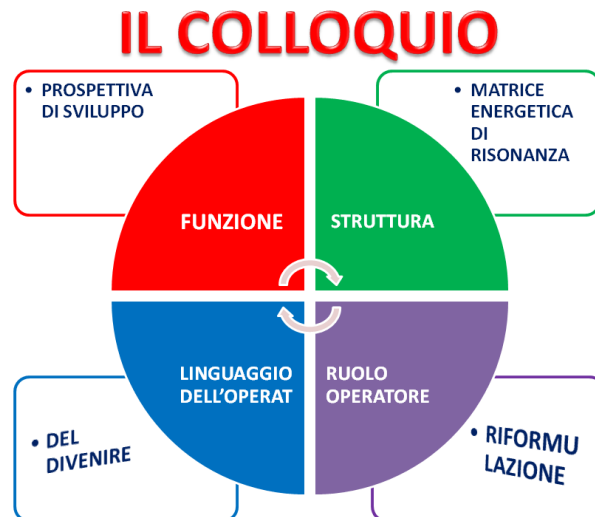 IL COLLOQUIO
• PROSPETTIVA
DI SVILUPPO
• MATRICE
ENERGETICA
DI
RISONANZA
FUNZIONE
STRUTTURA
LINGUAGGIO
DELL'OPERAT
RUOLO
OPERATORE
• DEL
DIVENIRE
• RIFORMU
LAZIONE